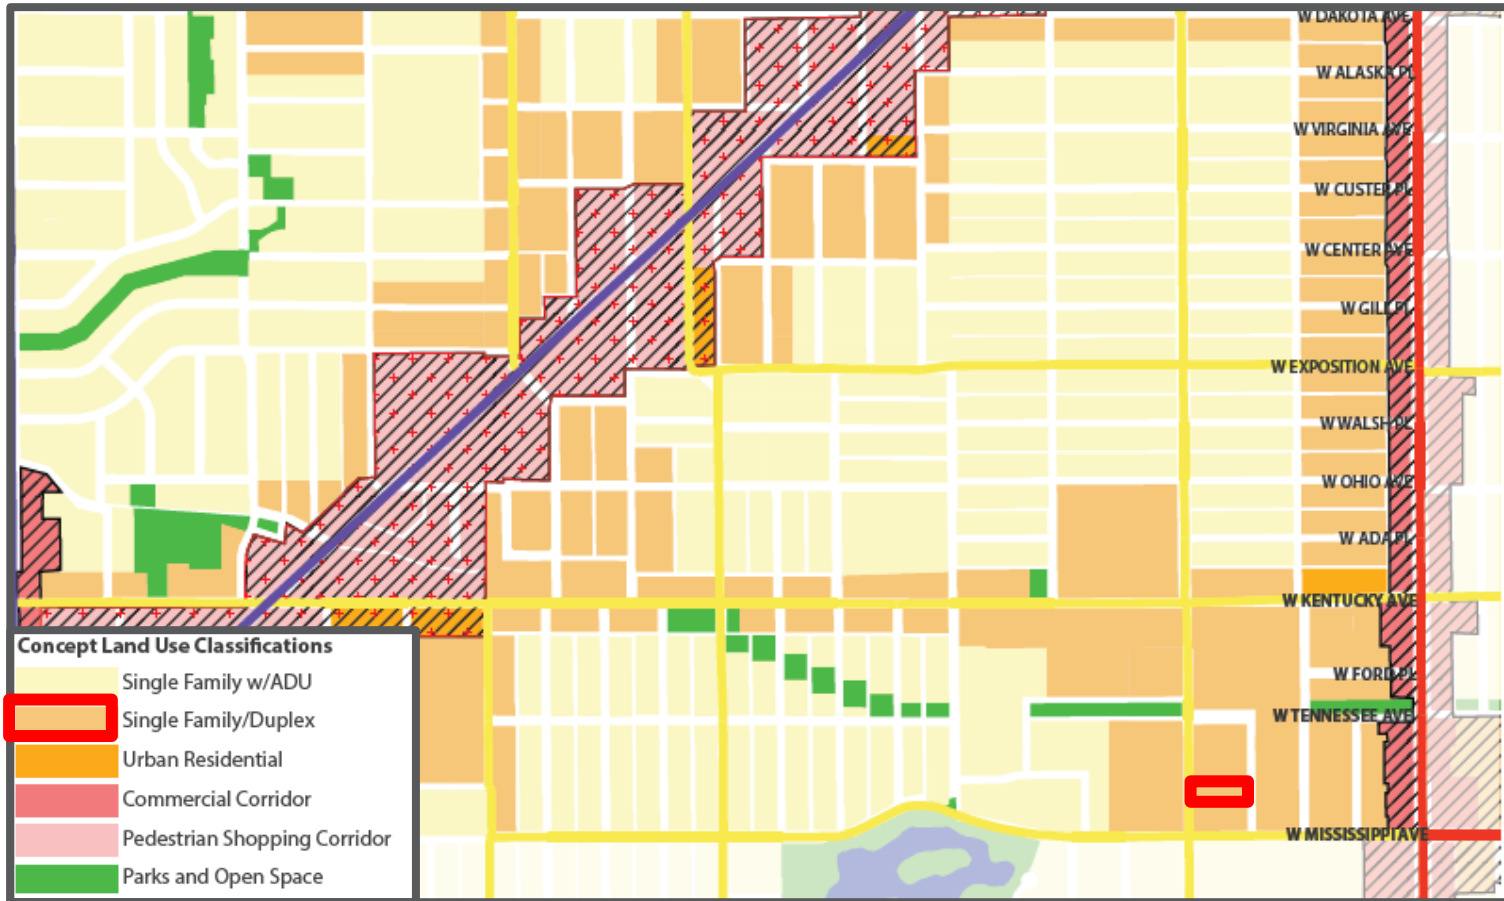 W DAKOTA AVE
W ALASKA PL
W VIRGINIA AVE
W CUSTER PL
W CENTER AVE
W GILL PL
W EXPOSITION AVE
W WALSH PL
W OHIO AVE
W ADA PL
W KENTUCKY AVE
W FORD PL
W TENNESSEE AVE
W MISSISSIPPI AVE
Concept Land Use Classifications
Single Family w/ADU
Single Family/Duplex
Urban Residential
Commercial Corridor
Pedestrian Shopping Corridor
Parks and Open Space